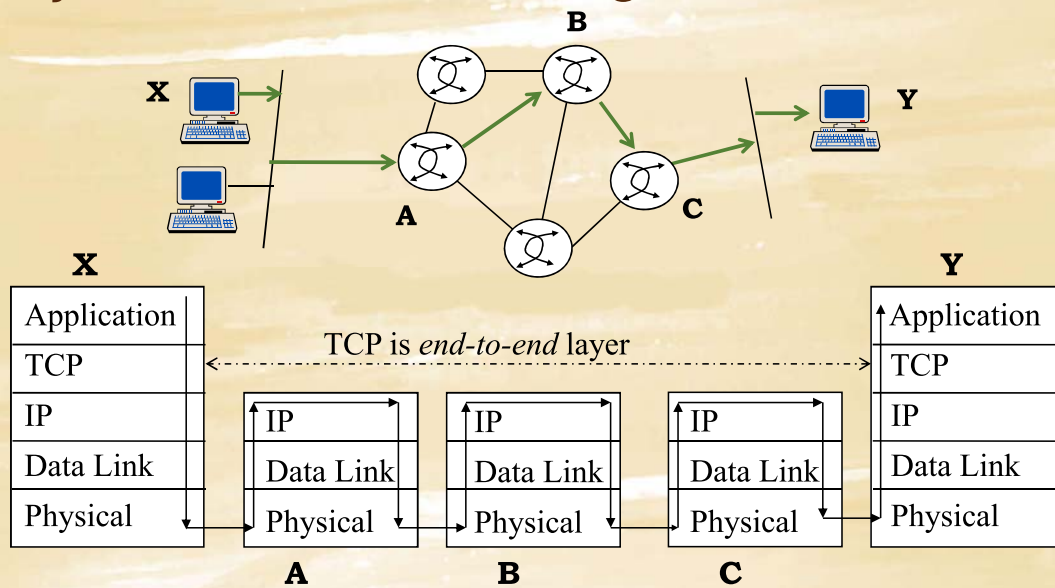 B
X
Y
A
C
X
Y
Application
TCP
IP
Data Link
Physical
TCP is end-to-end layer
IP
Data Link
Physical
IP
Data Link
Physical
IP
Data Link
Physical
Application
TCP
IP
Data Link
Physical
A
B
C